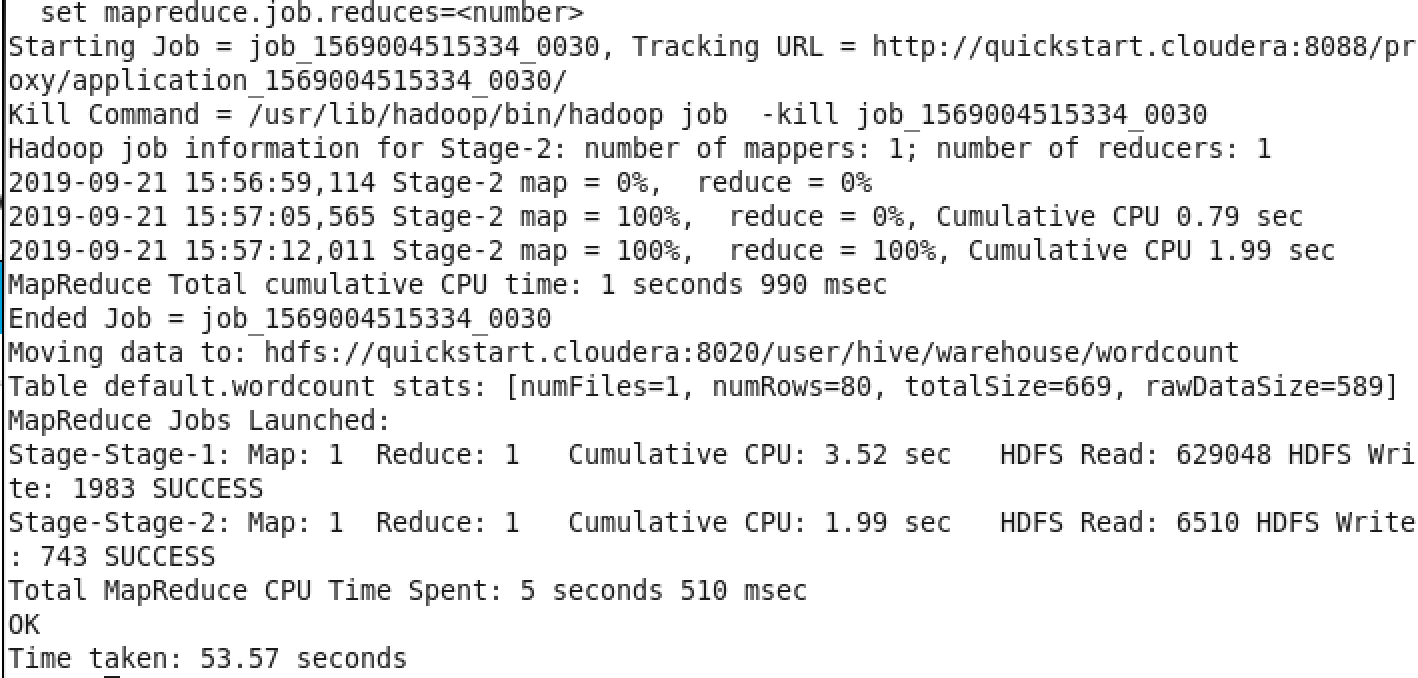 set mapreduce.job.reduces=<number>
Starting Job = job_1569004515334_0030, Tracking URL = http://quickstart.cloudera:8088/pr
oxy/application_1569004515334_0030/
Kill Command = /usr/lib/hadoop/bin/hadoop job  -kill job_1569004515334_0030
Hadoop job information for Stage-2: number of mappers: 1; number of reducers: 1
2019-09-21 15:56:59,114 Stage-2 map = 0%,  reduce = 0%
2019-09-21 15:57:05,565 Stage-2 map = 100%,  reduce = 0%, Cumulative CPU 0.79 sec
2019-09-21 15:57:12,011 Stage-2 map = 100%,  reduce = 100%, Cumulative CPU 1.99 sec
MapReduce Total cumulative CPU time: 1 seconds 990 msec
Ended Job = job_1569004515334_0030
Moving data to: hdfs://quickstart.cloudera:8020/user/hive/warehouse/wordcount
Table default.wordcount stats: [numFiles=1, numRows=80, totalSize=669, rawDataSize=589]
MapReduce Jobs Launched:
Stage-Stage-1: Map: 1  Reduce: 1   Cumulative CPU: 3.52 sec   HDFS Read: 629048 HDFS Wri
te: 1983 SUCCESS
Stage-Stage-2: Map: 1  Reduce: 1   Cumulative CPU: 1.99 sec   HDFS Read: 6510 HDFS Write
: 743 SUCCESS
Total MapReduce CPU Time Spent: 5 seconds 510 msec
OK
Time taken: 53.57 seconds